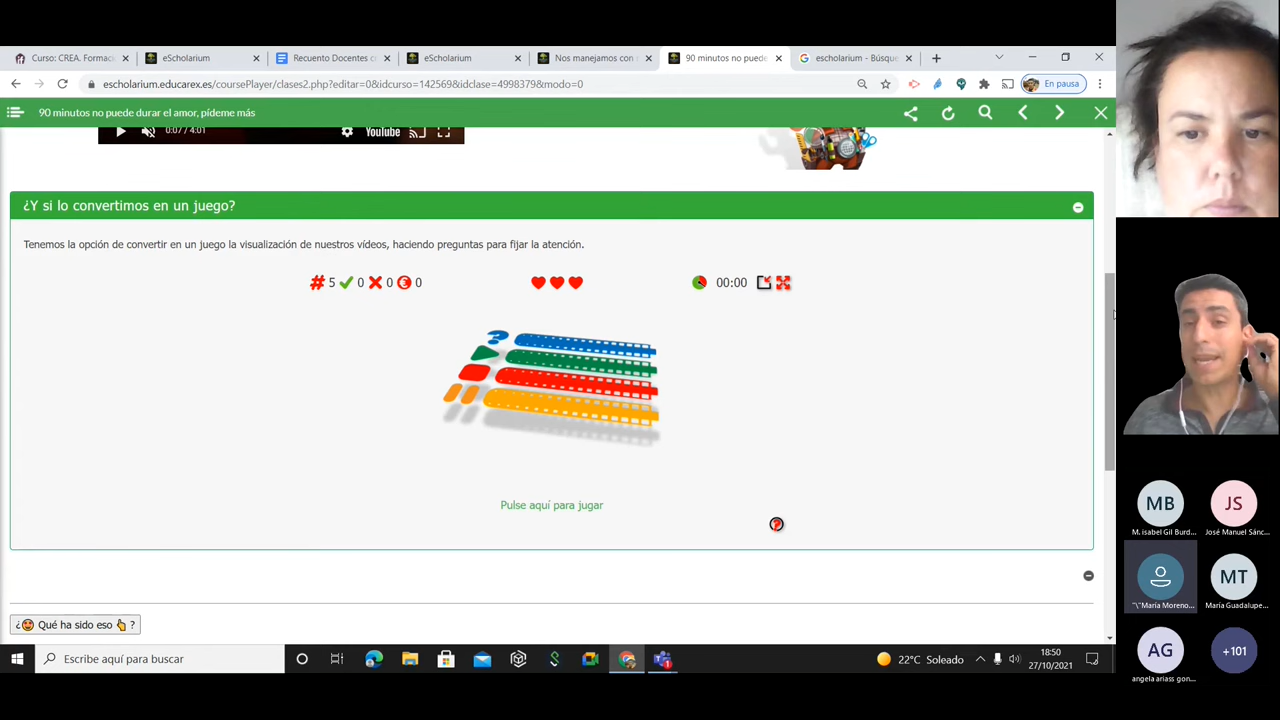 Curso: CREA. Formac
eScholarium
Recuento Docentes c
eScholarium
Nos manejamos con
90 minutos no puede
escholarium - Búsque
escholarium.educarex.es/coursePlayer/clases2.php?editar=0&idcurso=142569&idclase=4998379&modo=0
En pausa
90 minutos no puede durar el amor, pídeme más
0:07 / 4:01
YouTube
¿Y si lo convertimos en un juego?
Tenemos la opción de convertir en un juego la visualización de nuestros vídeos, haciendo preguntas para fijar la atención.
# 5 0 0 0
00:00
Pulse aquí para jugar
¿ Qué ha sido eso ?
Escribe aquí para buscar
22°C Soleado
18:50
27/10/2021
MB
M. isabel Gil Burd...
JS
José Manuel Sánc...
"\"María Moreno...
MT
María Guadalupe...
AG
angela ariass gon...
+101